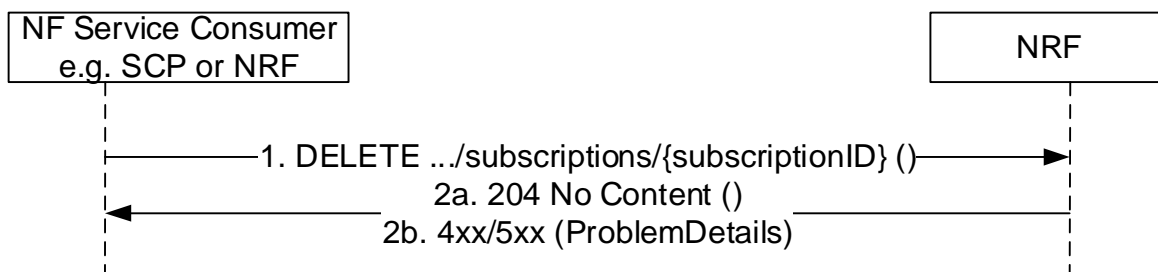 NF Service Consumer
e.g. SCP or NRF
NRF
1. DELETE .../subscriptions/{subscriptionID} ()
2a. 204 No Content ()
2b. 4xx/5xx (ProblemDetails)